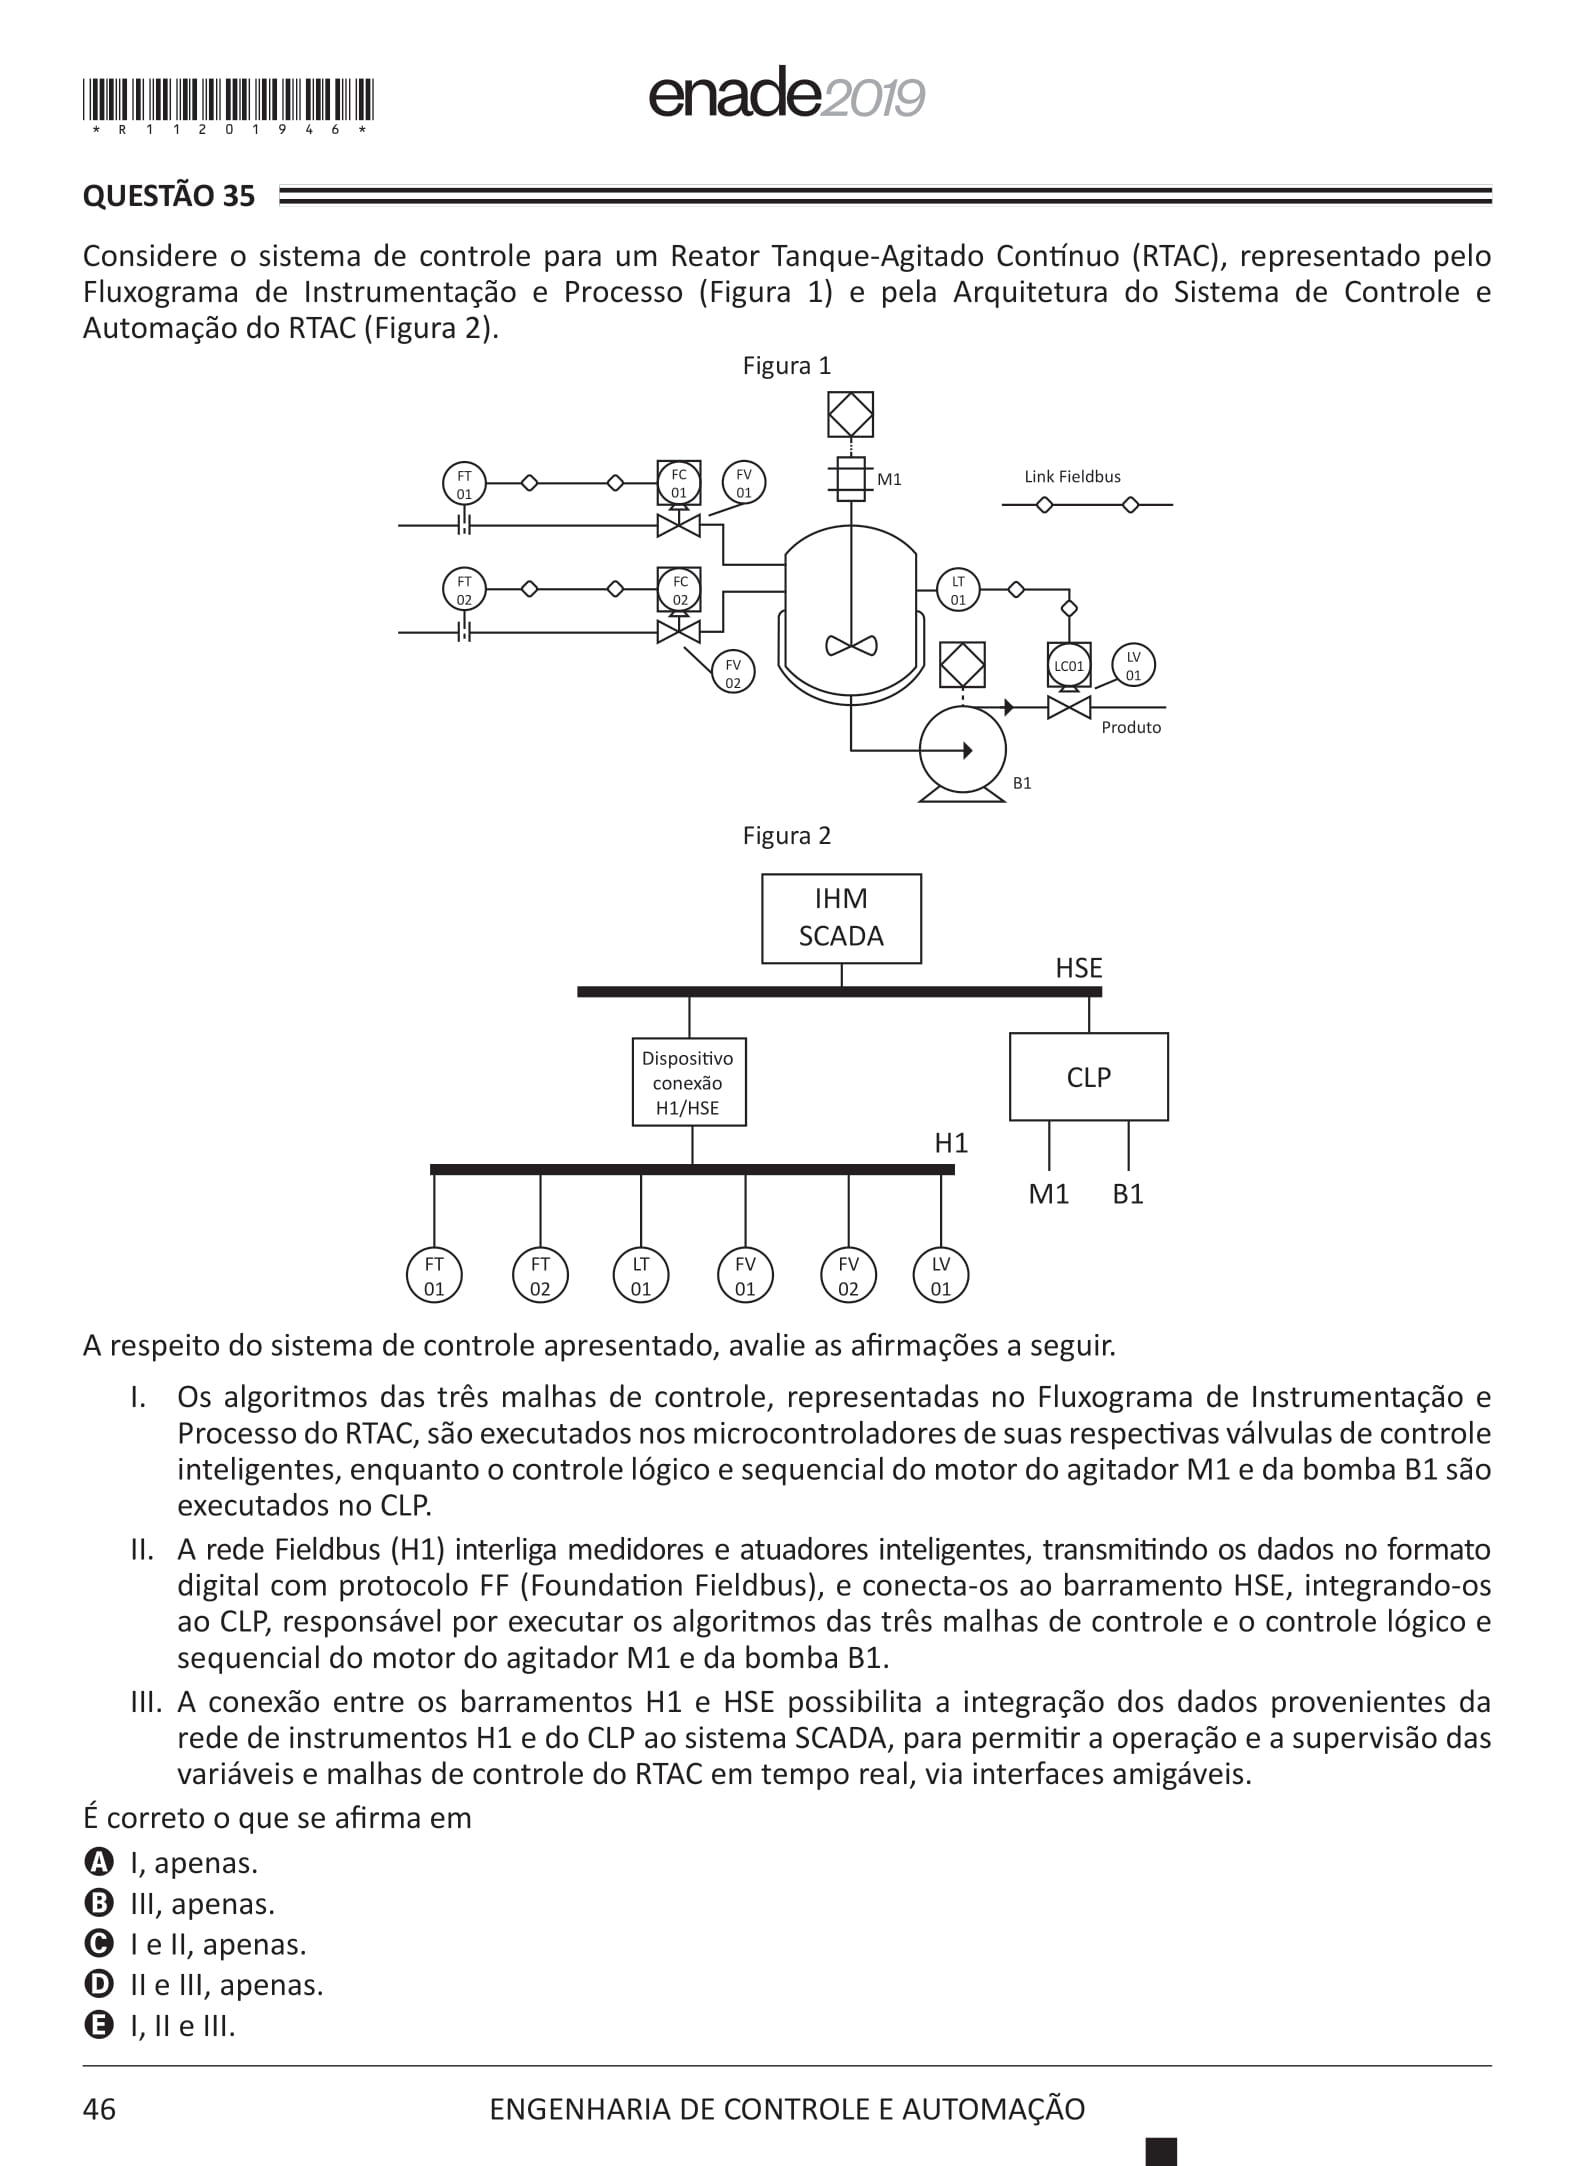 *R11201946*
enade2019
QUESTÃO 35
Considere o sistema de controle para um Reator Tanque-Agitado Contínuo (RTAC), representado pelo
Fluxograma de Instrumentação e Processo (Figura 1) e pela Arquitetura do Sistema de Controle e
Automação do RTAC (Figura 2).
Figura 1
M1
FT
01
FC
01
FV
01
Link Fieldbus
FT
02
FC
02
FV
02
LT
01
LC01
LV
01
Produto
B1
Figura 2
IHM
SCADA
HSE
Dispositivo
conexão
H1/HSE
CLP
H1
M1 B1
FT
01
FT
02
LT
01
FV
01
FV
02
LV
01
A respeito do sistema de controle apresentado, avalie as afirmações a seguir.
I. Os algoritmos das três malhas de controle, representadas no Fluxograma de Instrumentação e
Processo do RTAC, são executados nos microcontroladores de suas respectivas válvulas de controle
inteligentes, enquanto o controle lógico e sequencial do motor do agitador M1 e da bomba B1 são
executados no CLP.
II. A rede Fieldbus (H1) interliga medidores e atuadores inteligentes, transmitindo os dados no formato
digital com protocolo FF (Foundation Fieldbus), e conecta-os ao barramento HSE, integrando-os
ao CLP, responsável por executar os algoritmos das três malhas de controle e o controle lógico e
sequencial do motor do agitador M1 e da bomba B1.
III. A conexão entre os barramentos H1 e HSE possibilita a integração dos dados provenientes da
rede de instrumentos H1 e do CLP ao sistema SCADA, para permitir a operação e a supervisão das
variáveis e malhas de controle do RTAC em tempo real, via interfaces amigáveis.
É correto o que se afirma em
A I, apenas.
B III, apenas.
C I e II, apenas.
D II e III, apenas.
E I, II e III.
46
ENGENHARIA DE CONTROLE E AUTOMAÇÃO